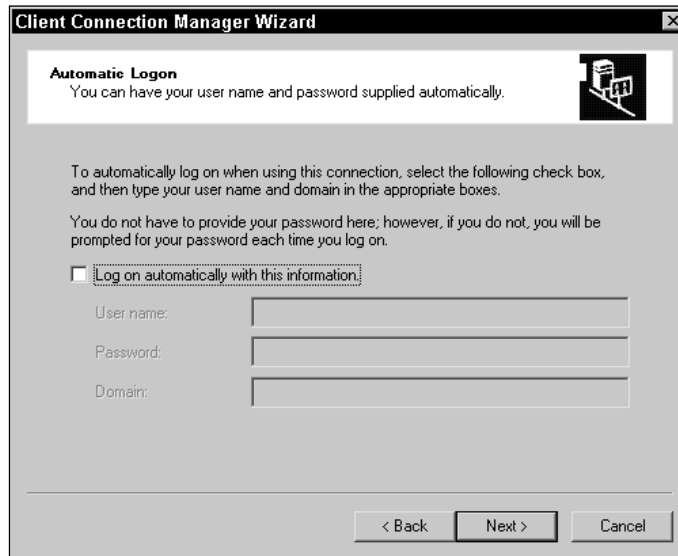 Client Connection Manager Wizard
Automatic Logon
You can have your user name and password supplied automatically.
To automatically log on when using this connection, select the following check box,
and then type your user name and domain in the appropriate boxes.
You do not have to provide your password here; however, if you do not, you will be
prompted for your password each time you log on.
Log on automatically with this information.
User name:
Password:
Domain:
< Back
Next >
Cancel